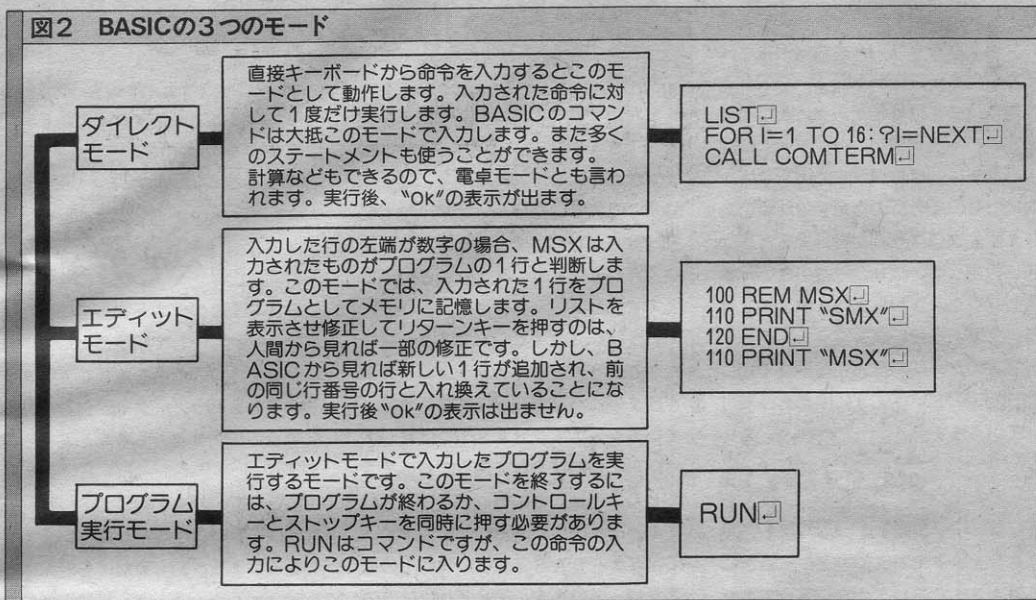 図2 BASICの3つのモード
ダイレクト
モード
直接キーボードから命令を入力するとこのモ
ードとして動作します。入力された命令に対
して1度だけ実行します。BASICのコマン
ドは大抵このモードで入力します。また多く
のステートメントも使うことができます。
計算などもできるので、電卓モードとも言わ
れます。実行後、〝Ok″の表示が出ます。
LIST⏎
FOR I=1 TO 16:?I=NEXT⏎
CALL COMTERM⏎
エディット
モード
入力した行の左端が数字の場合、MSXは入
力されたものがプログラムの1行と判断しま
す。このモードでは、入力された1行をプロ
グラムとしてメモリに記憶します。リストを
表示させ修正してリターンキーを押すのは、
人間から見れば一部の修正です。しかし、B
ASICから見れば新しい1行が追加され、前
の同じ行番号の行と入れ換えていることにな
ります。実行後〝Ok″の表示は出ません。
100 REM MSX⏎
110 PRINT 〝SMX″⏎
120 END⏎
110 PRINT 〝MSX″⏎
プログラム
実行モード
エディットモードで入力したプログラムを実
行するモードです。このモードを終了するに
は、プログラムが終わるか、コントロールキ
ーとストップキーを同時に押す必要がありま
す。RUNはコマンドですが、この命令の入
力によりこのモードに入ります。
RUN⏎